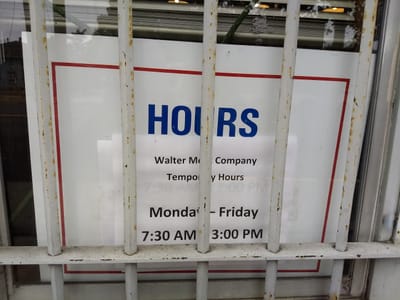 HOURS
Walter Company
Temporary Hours
Monday – Friday
7:30 AM 3:00 PM